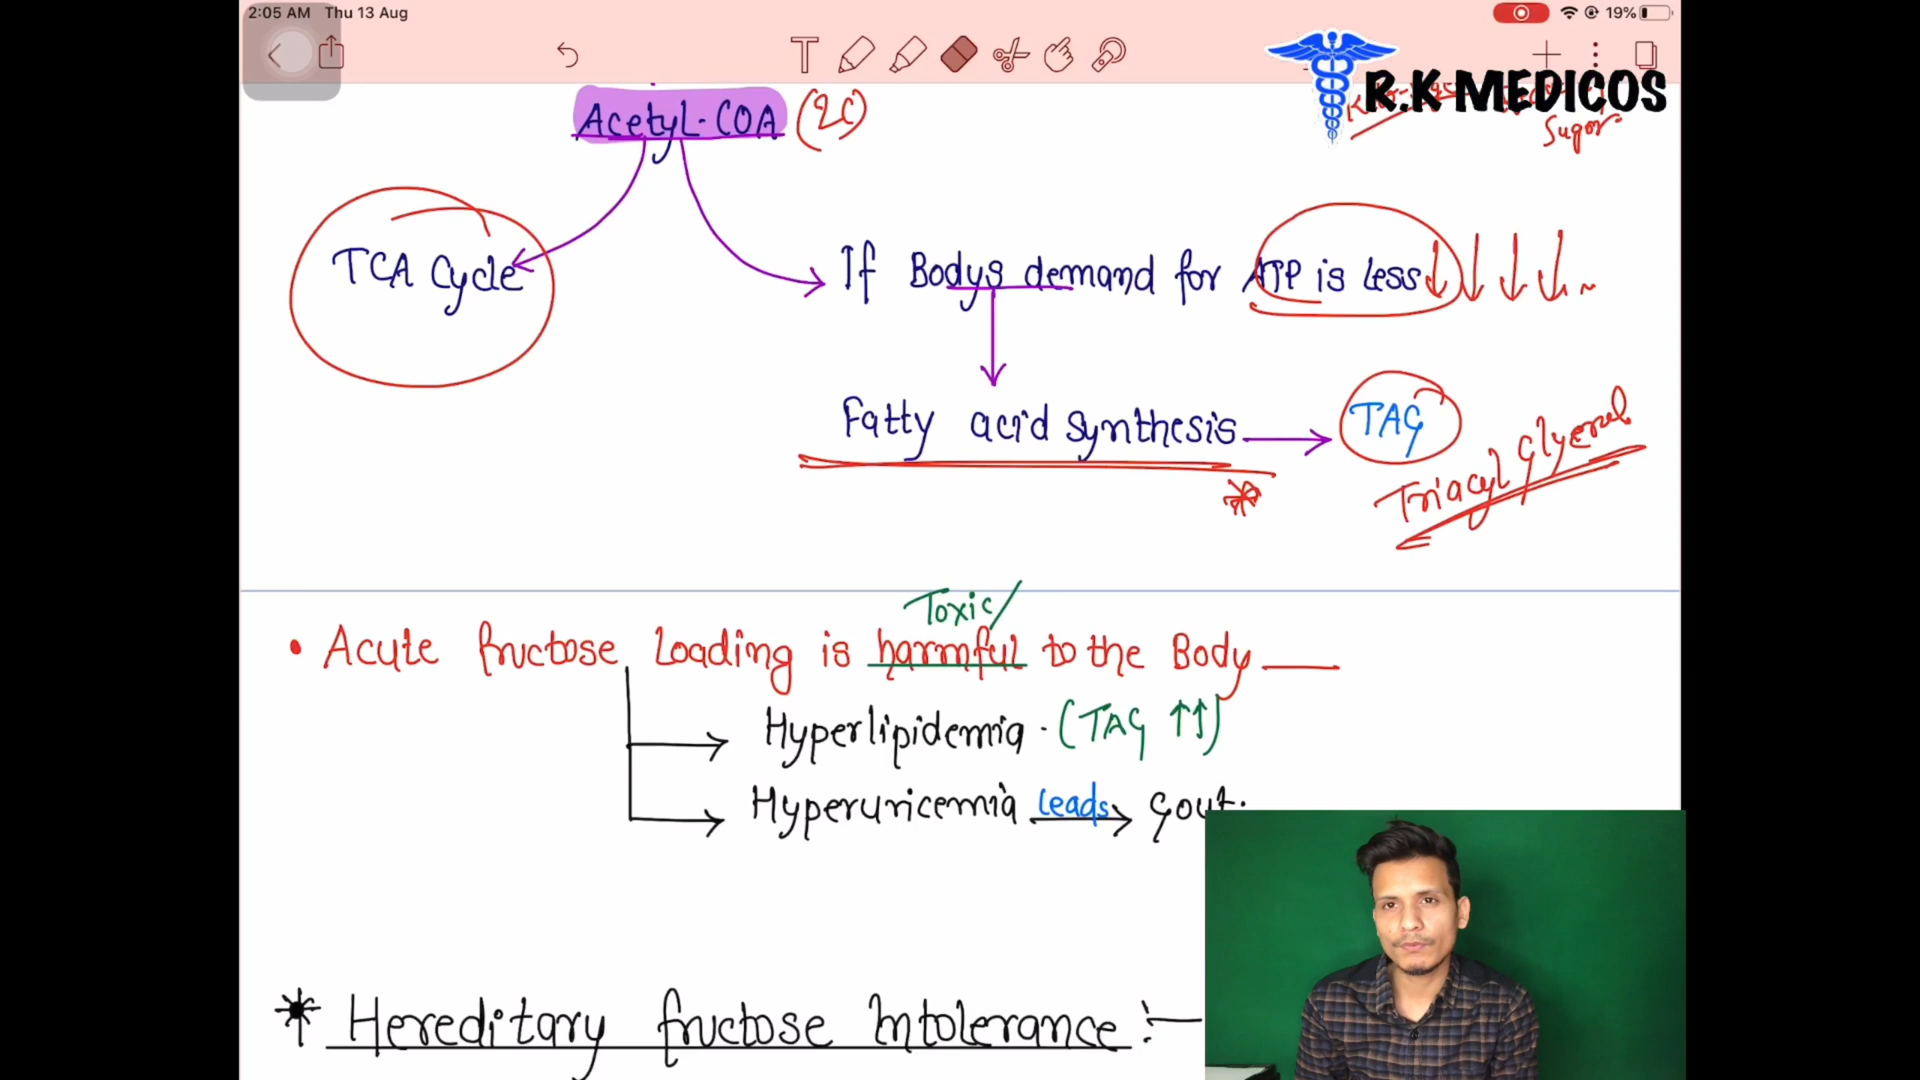 2:05 AM Thu 13 Aug
19%
T
R.K MEDICOS
Sugar
Acetyl-COA (2C)
TCA Cycle
If Bodys demand for ATP is less
Fatty acid synthesis
TAG
Triacyl Glyerol
Toxic/
• Acute fructose Loading is harmful to the Body
Hyperlipidemia · (TAG ↑↑)
Hyperuricemia leads Gout.
* Hereditary fructose Intolerance :-